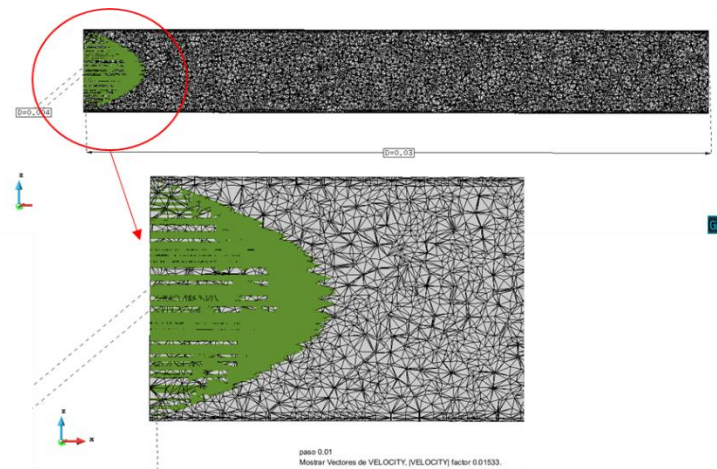 D=0.004
D=0.03
z
G
z
x
paso 0.01
Mostrar Vectores de VELOCITY, |VELOCITY| factor 0.01533.